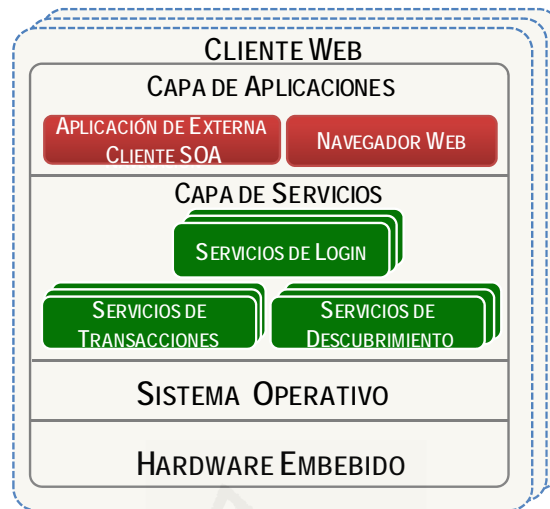 CLIENTE WEB
CAPA DE APLICACIONES
APLICACIÓN DE EXTERNA
CLIENTE SOA
NAVEGADOR WEB
CAPA DE SERVICIOS
SERVICIOS DE LOGIN
SERVICIOS DE
TRANSACCIONES
SERVICIOS DE
DESCUBRIMIENTO
SISTEMA OPERATIVO
HARDWARE EMBEBIDO